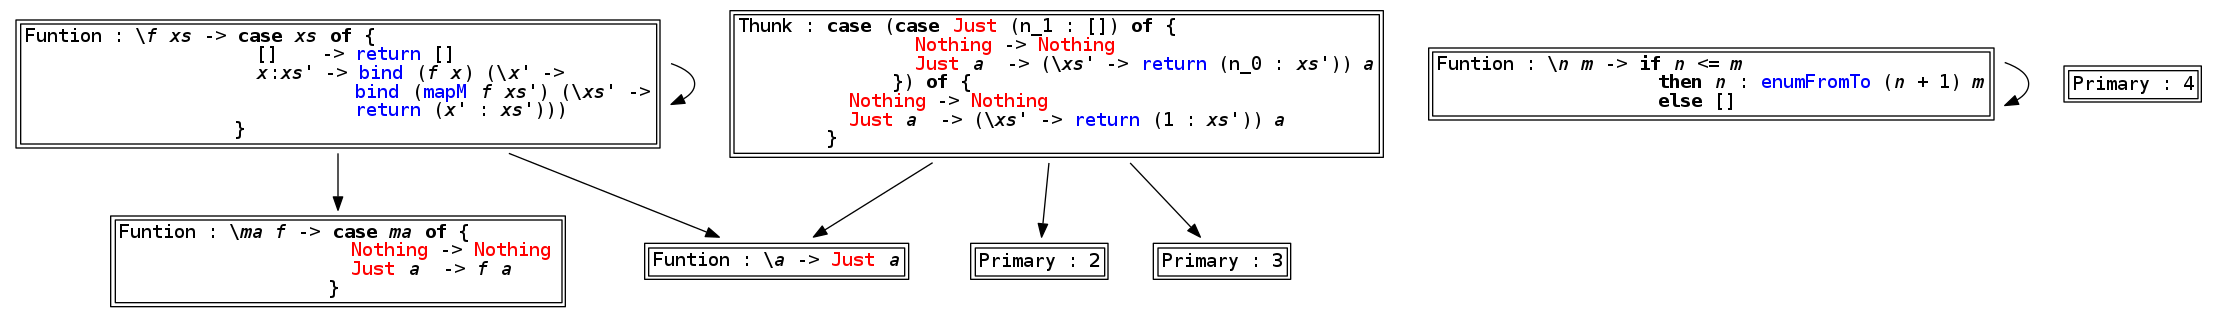 Funtion : \f xs -> case xs of {
[] -> return []
x:xs' -> bind (f x) (\x' ->
bind (mapM f xs') (\xs' ->
return (x' : xs')))
}
Thunk : case (case Just (n_1 : []) of {
Nothing -> Nothing
Just a -> (\xs' -> return (n_0 : xs')) a
}) of {
Nothing -> Nothing
Just a -> (\xs' -> return (1 : xs')) a
}
Funtion : \n m -> if n <= m
then n : enumFromTo (n + 1) m
else []
Primary : 4
Funtion : \ma f -> case ma of {
Nothing -> Nothing
Just a -> f a
}
Funtion : \a -> Just a
Primary : 2
Primary : 3